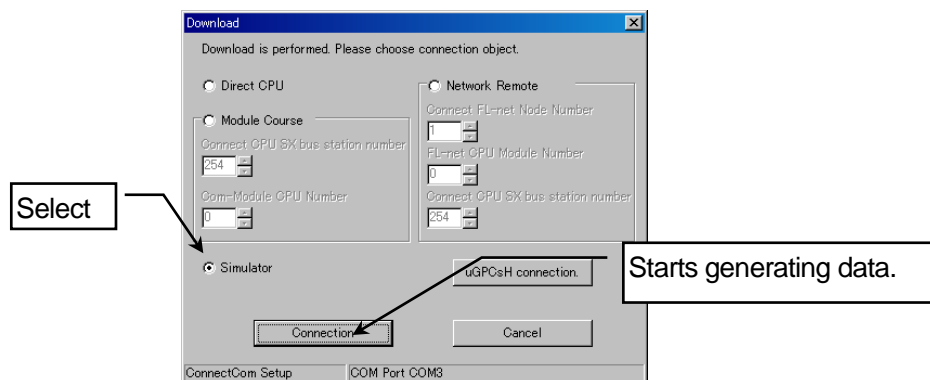 Download
Download is performed. Please choose connection object.
Direct CPU
Network Remote
Connect FL-net Node Number
1
Module Course
Connect CPU SX bus station number
254
FL-net CPU Module Number
0
Com-Module CPU Number
0
Connect CPU SX bus station number
254
Select
Simulator
uGPCsH connection.
Starts generating data.
Connection
Cancel
ConnectCom Setup
COM Port COM3